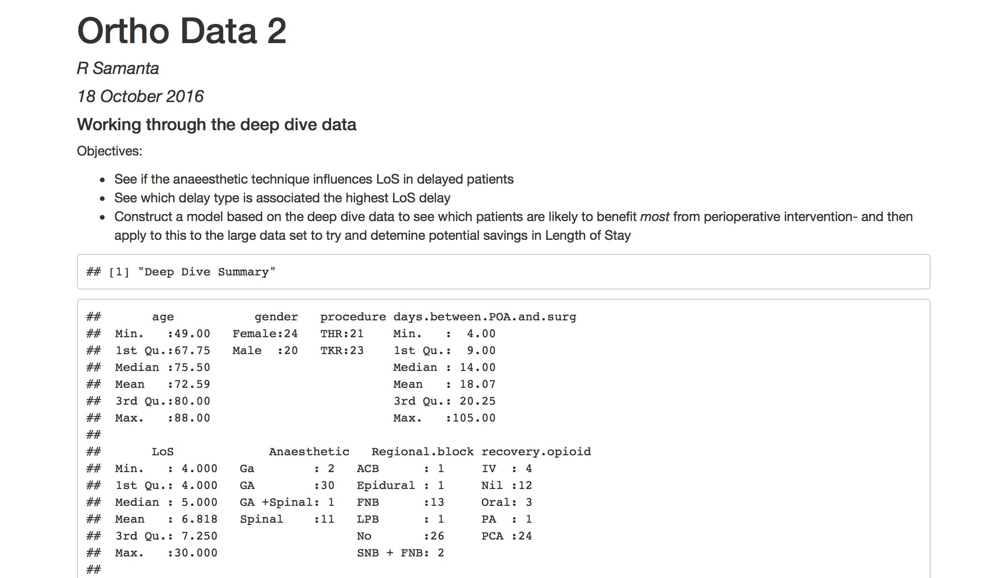 Ortho Data 2
R Samanta
18 October 2016
Working through the deep dive data
Objectives:
• See if the anaeesthetic technique influences LoS in delayed patients
• See which delay type is associated the highest LoS delay
• Construct a model based on the deep dive data to see which patients are likely to benefit most from perioperative intervention- and then
apply to this to the large data set to try and detemine potential savings in Length of Stay
## [1] "Deep Dive Summary"
##       age           gender   procedure days.between.POA.and.surg
##  Min.   :49.00   Female:24   THR:21    Min.   :  4.00
##  1st Qu.:67.75   Male  :20   TKR:23    1st Qu.:  9.00
##  Median :75.50                         Median : 14.00
##  Mean   :72.59                         Mean   : 18.07
##  3rd Qu.:80.00                         3rd Qu.: 20.25
##  Max.   :88.00                         Max.   :105.00
##
##       LoS             Anaesthetic   Regional.block recovery.opioid
##  Min.   : 4.000   Ga        : 2   ACB      : 1     IV  : 4
##  1st Qu.: 4.000   GA        :30   Epidural : 1     Nil :12
##  Median : 5.000   GA +Spinal: 1   FNB      :13     Oral: 3
##  Mean   : 6.818   Spinal    :11   LPB      : 1     PA  : 1
##  3rd Qu.: 7.250                   No       :26     PCA :24
##  Max.   :30.000                   SNB + FNB: 2
##